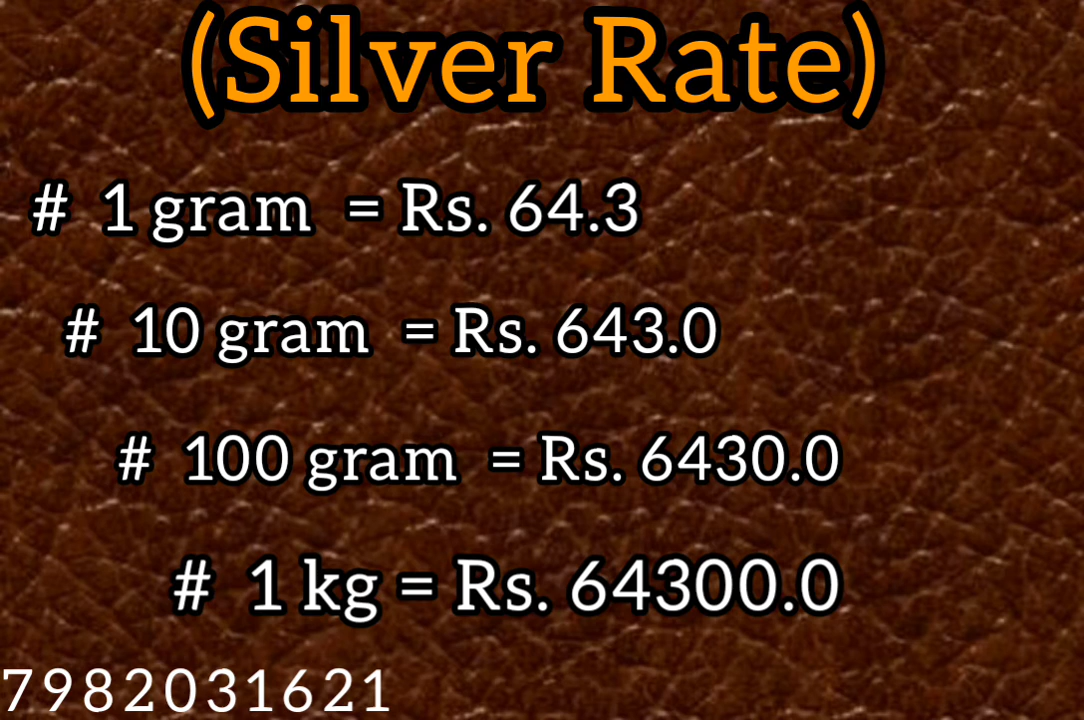 (Silver Rate)
# 1 gram = Rs. 64.3
# 10 gram = Rs. 643.0
# 100 gram = Rs. 6430.0
# 1 kg = Rs. 64300.0
7982031621